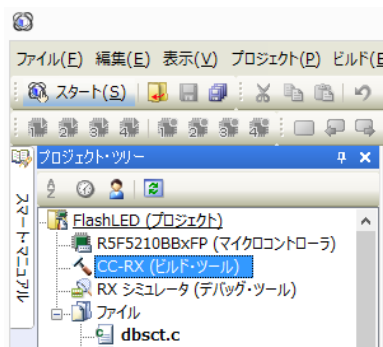 ファイル(F) 編集(E) 表示(V) プロジェクト(P) ビルド(E
スタート(S)
プロジェクト・ツリー
スマート・マニュアル
FlashLED (プロジェクト)
R5F5210BBxFP (マイクロコントローラ)
CC-RX (ビルド・ツール)
RX シミュレータ (デバッグ・ツール)
ファイル
dbsct.c